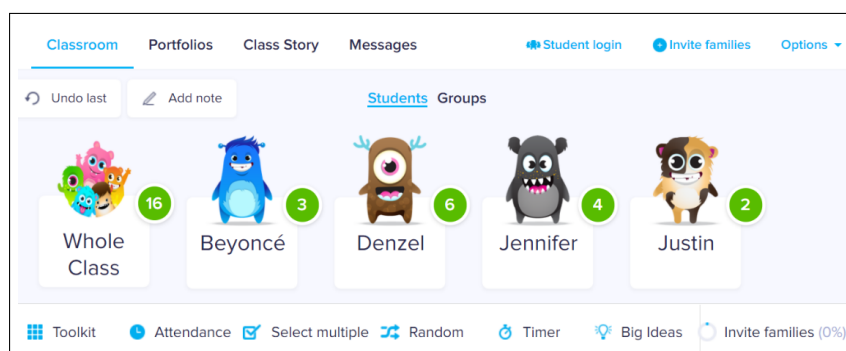 Classroom Portfolios Class Story Messages Student login Invite families Options
Undo last Add note Students Groups
16 3 6 4 2
Whole Class Beyoncé Denzel Jennifer Justin
Toolkit Attendance Select multiple Random Timer Big Ideas Invite families (0%)